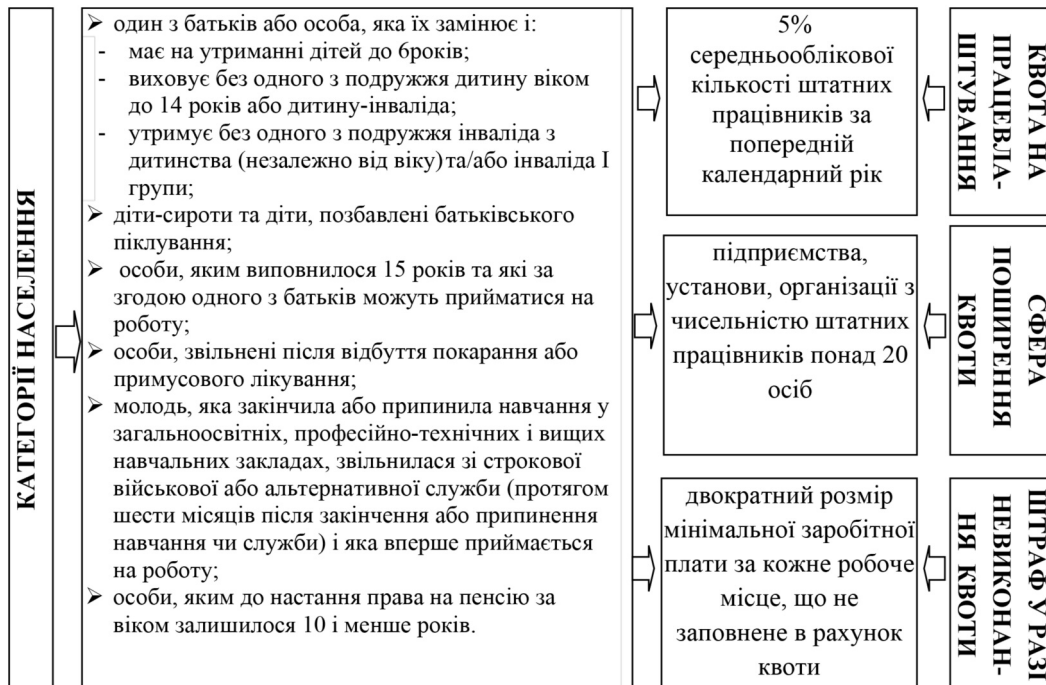 КАТЕГОРІЇ НАСЕЛЕННЯ
➢ один з батьків або особа, яка їх замінює і:
- має на утриманні дітей до 6років;
- виховує без одного з подружжя дитину віком
до 14 років або дитину-інваліда;
- утримує без одного з подружжя інваліда з
дитинства (незалежно від віку) та/або інваліда І
групи;
➢ діти-сироти та діти, позбавлені батьківського
піклування;
➢ особи, яким виповнилося 15 років та які за
згодою одного з батьків можуть прийматися на
роботу;
➢ особи, звільнені після відбуття покарання або
примусового лікування;
➢ молодь, яка закінчила або припинила навчання у
загальноосвітніх, професійно-технічних і вищих
навчальних закладах, звільнилася зі строкової
військової або альтернативної служби (протягом
шести місяців після закінчення або припинення
навчання чи служби) і яка вперше приймається
на роботу;
➢ особи, яким до настання права на пенсію за
віком залишилося 10 і менше років.
5%
середньооблікової
кількості штатних
працівників за
попередній
календарний рік
КВОТА НА
ПРАЦЕВЛА-
ШТУВАННЯ
підприємства,
установи, організації з
чисельністю штатних
працівників понад 20
осіб
СФЕРА
ПОШИРЕННЯ
КВОТИ
двократний розмір
мінімальної заробітної
плати за кожне робоче
місце, що не
заповнене в рахунок
квоти
ШТРАФ У РАЗІ
НЕВИКОНАН-
НЯ КВОТИ